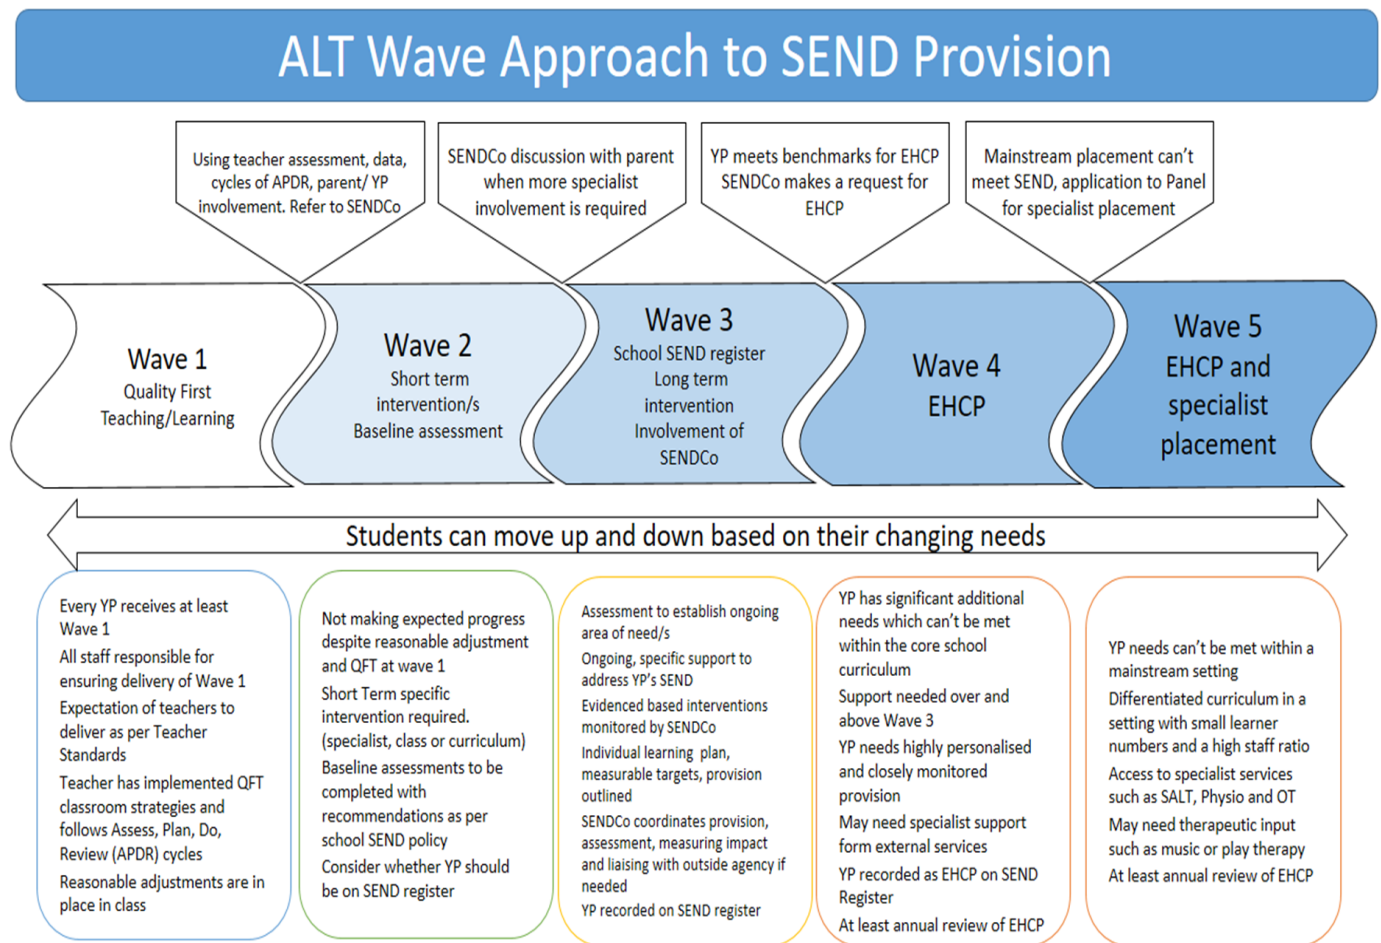 ALT Wave Approach to SEND Provision
Using teacher assessment, data,
cycles of APDR, parent/ YP
involvement. Refer to SENDCo
SENDCo discussion with parent
when more specialist
involvement is required
YP meets benchmarks for EHCP
SENDCo makes a request for
EHCP
Mainstream placement can't
meet SEND, application to Panel
for specialist placement
Wave 1
Quality First
Teaching/Learning
Wave 2
Short term
intervention/s
Baseline assessment
Wave 3
School SEND register
Long term
intervention
Involvement of
SENDCo
Wave 4
EHCP
Wave 5
EHCP and
specialist
placement
Students can move up and down based on their changing needs
Every YP receives at least
Wave 1
All staff responsible for
ensuring delivery of Wave 1
Expectation of teachers to
deliver as per Teacher
Standards
Teacher has implemented QFT
classroom strategies and
follows Assess, Plan, Do,
Review (APDR) cycles
Reasonable adjustments are in
place in class
Not making expected progress
despite reasonable adjustment
and QFT at wave 1
Short Term specific
intervention required.
(specialist, class or curriculum)
Baseline assessments to be
completed with
recommendations as per
school SEND policy
Consider whether YP should
be on SEND register
Assessment to establish ongoing
area of need/s
Ongoing, specific support to
address YP's SEND
Evidenced based interventions
monitored by SENDCo
Individual learning plan,
measurable targets, provision
outlined
SENDCo coordinates provision,
assessment, measuring impact
and liaising with outside agency if
needed
YP recorded on SEND register
YP has significant additional
needs which can't be met
within the core school
curriculum
Support needed over and
above Wave 3
YP needs highly personalised
and closely monitored
provision
May need specialist support
form external services
YP recorded as EHCP on SEND
Register
At least annual review of EHCP
YP needs can't be met within a
mainstream setting
Differentiated curriculum in a
setting with small learner
numbers and a high staff ratio
Access to specialist services
such as SALT, Physio and OT
May need therapeutic input
such as music or play therapy
At least annual review of EHCP